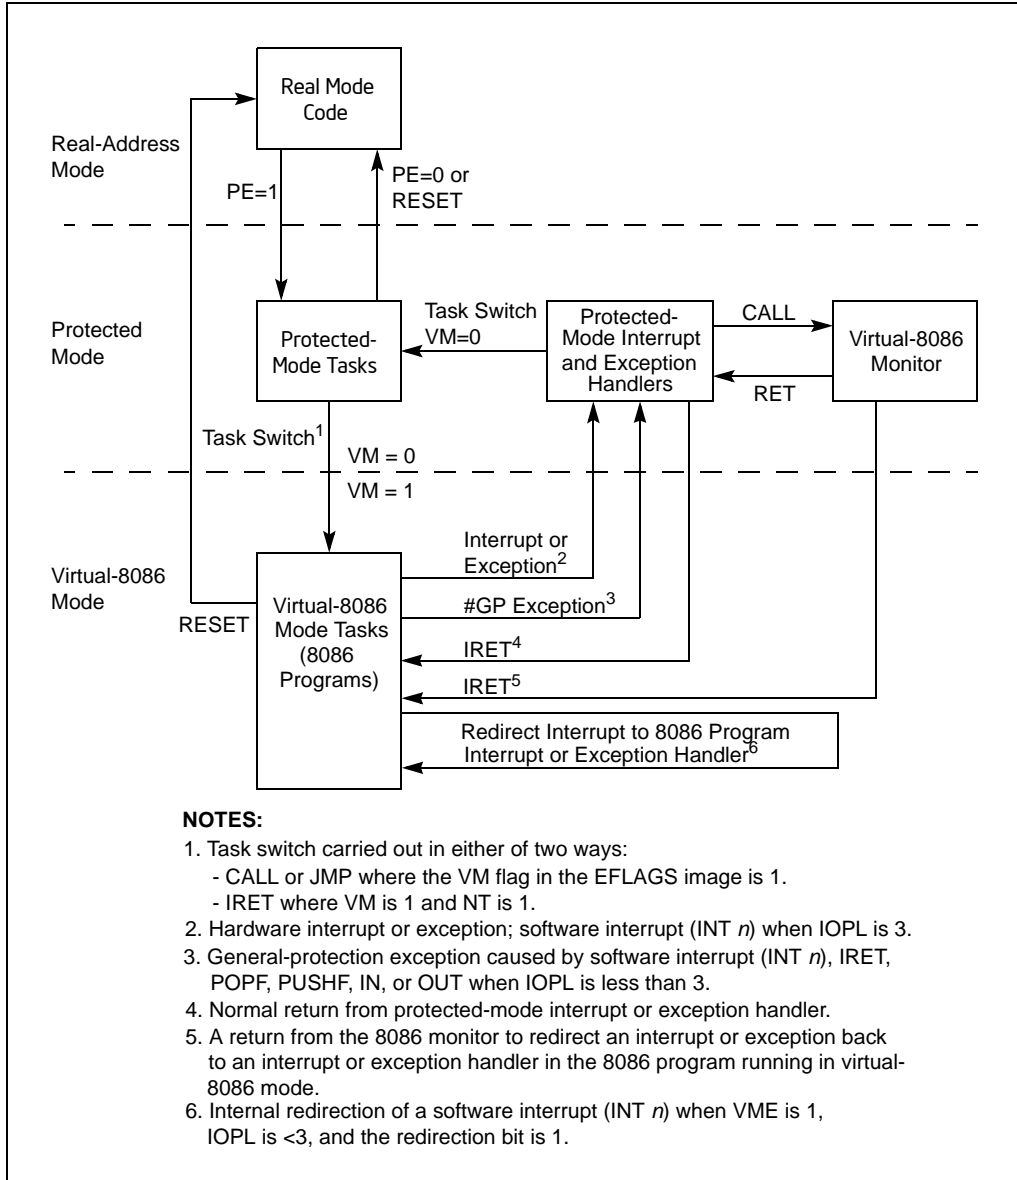 Real Mode
Code
Real-Address
Mode
PE=1
PE=0 or
RESET
Protected
Mode
Protected-
Mode Tasks
Task Switch
VM=0
Protected-
Mode Interrupt
and Exception
Handlers
CALL
RET
Virtual-8086
Monitor
Task Switch1
VM = 0
VM = 1
Virtual-8086
Mode
RESET
Virtual-8086
Mode Tasks
(8086
Programs)
Interrupt or
Exception2
#GP Exception3
IRET4
IRET5
Redirect Interrupt to 8086 Program
Interrupt or Exception Handler6
NOTES:
1. Task switch carried out in either of two ways:
- CALL or JMP where the VM flag in the EFLAGS image is 1.
- IRET where VM is 1 and NT is 1.
2. Hardware interrupt or exception; software interrupt (INT n) when IOPL is 3.
3. General-protection exception caused by software interrupt (INT n), IRET,
POPF, PUSHF, IN, or OUT when IOPL is less than 3.
4. Normal return from protected-mode interrupt or exception handler.
5. A return from the 8086 monitor to redirect an interrupt or exception back
to an interrupt or exception handler in the 8086 program running in virtual-
8086 mode.
6. Internal redirection of a software interrupt (INT n) when VME is 1,
IOPL is <3, and the redirection bit is 1.